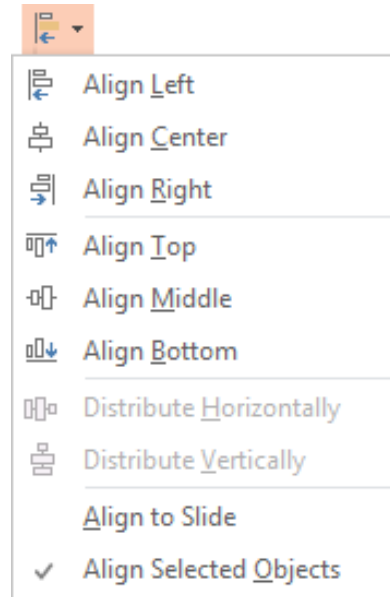 Align Left
Align Center
Align Right
Align Top
Align Middle
Align Bottom
Distribute Horizontally
Distribute Vertically
Align to Slide
Align Selected Objects